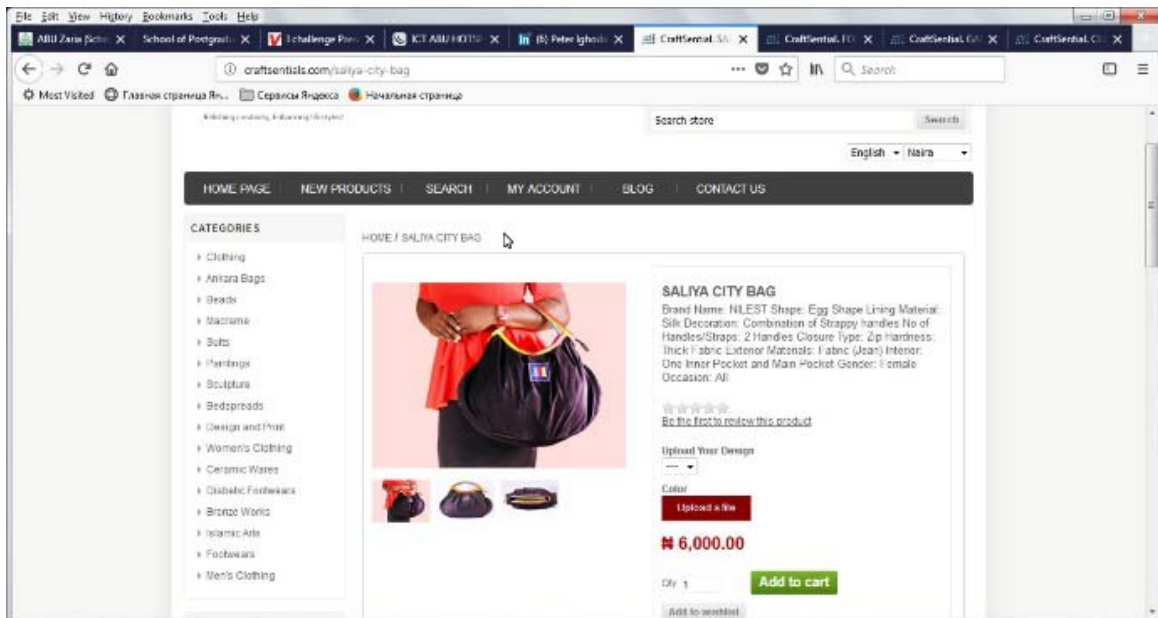 File Edit View History Bookmarks Tools Help
ABU Zaria School of I challenge ICT ABU HOTSP in Peter Ighod CraftSential. CraftSential. CraftSential. CraftSential.
craftsentials.com/saliya-city-bag Search
Most Visited Главная страница Сервисы Яндекса Начальная страница
Search store Search
English Naira
HOME PAGE NEW PRODUCTS SEARCH MY ACCOUNT BLOG CONTACT US
CATEGORIES
Clothing
Ankara Bags
Beads
Macrame
Paintings
Sculpture
Bedspreads
Design and Print
Women's Clothing
Ceramic Wares
Diabetic Footwears
Bronze Works
Islamic Arts
Footwears
Men's Clothing
HOME / SALIYA CITY BAG
SALIYA CITY BAG
Brand Name: NILEST Shape: Egg Shape Lining Material:
Silk Decoration: Combination of Strappy handles No of
Handles/Straps: 2 Handles Closure Type: Zip Hardness:
Thick Fabric Exterior Materials: Fabric (Jean) Interior:
One Inner Pocket and Main Pocket Gender: Female
Occasion: All
Be the first to review this product
Upload Your Design
---
Color
Upload a file
₦ 6,000.00
Qty 1 Add to cart
Add to wishlist